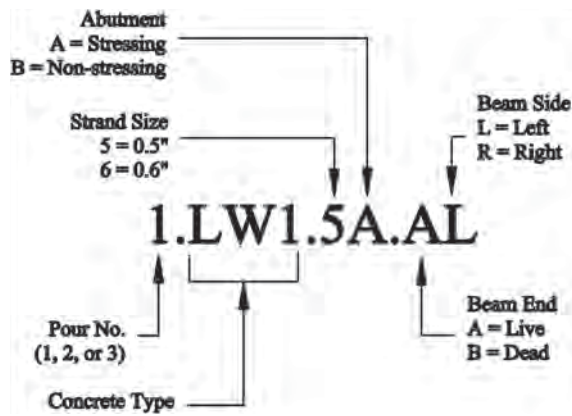 Abutment
A = Stressing
B = Non-stressing
Strand Size
5 = 0.5"
6 = 0.6"
Beam Side
L = Left
R = Right
1.LW1.5A.AL
Pour No.
(1, 2, or 3)
Concrete Type
Beam End
A = Live
B = Dead